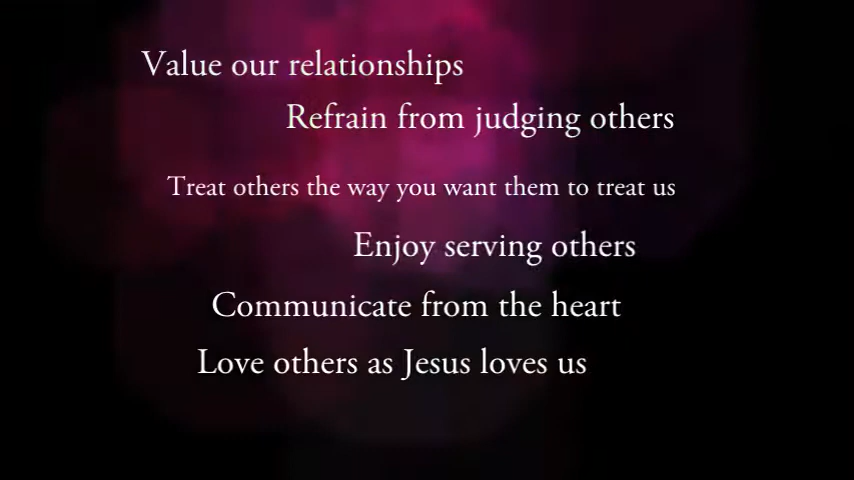 Value our relationships
Refrain from judging others
Treat others the way you want them to treat us
Enjoy serving others
Communicate from the heart
Love others as Jesus loves us